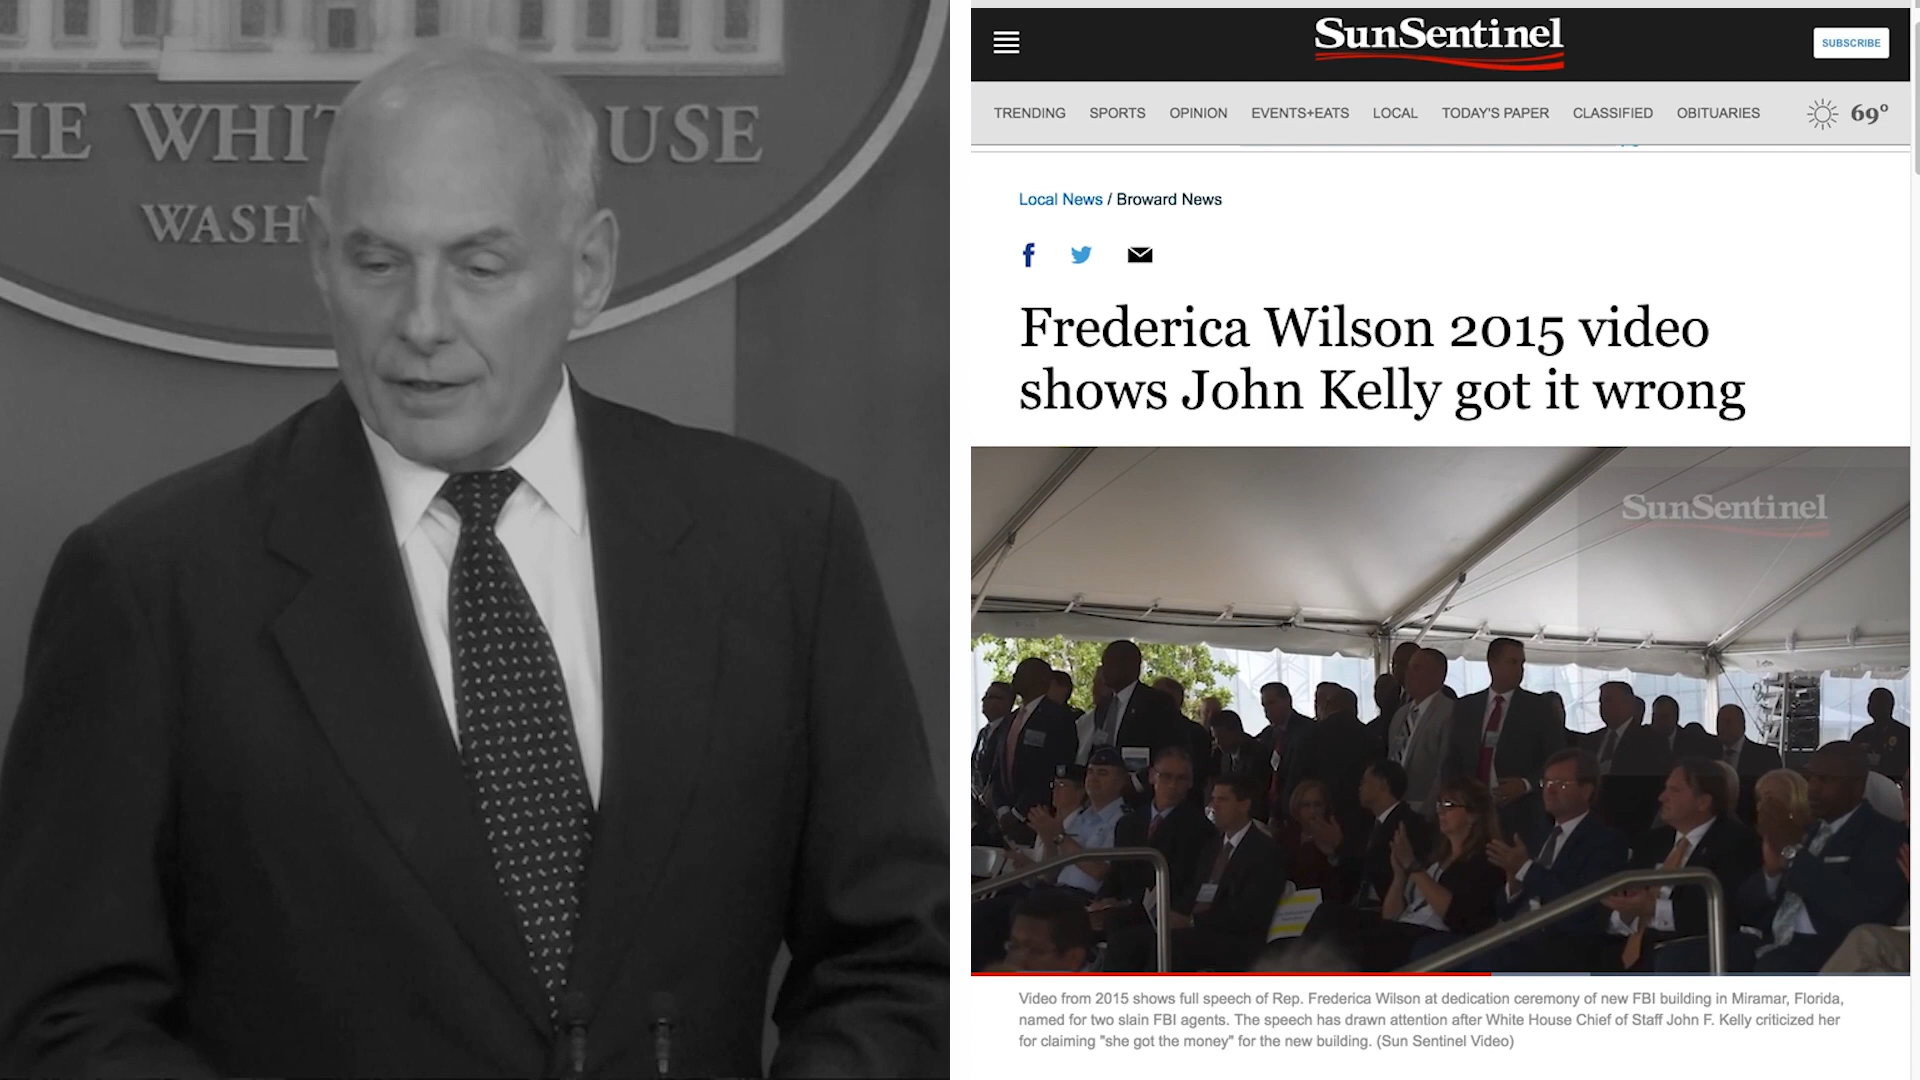 HE WHIT USE
WASH
SunSentinel
SUBSCRIBE
TRENDING SPORTS OPINION EVENTS+EATS LOCAL TODAY'S PAPER CLASSIFIED OBITUARIES 69°
Local News / Broward News
Frederica Wilson 2015 video
shows John Kelly got it wrong
SunSentinel
Video from 2015 shows full speech of Rep. Frederica Wilson at dedication ceremony of new FBI building in Miramar, Florida,
named for two slain FBI agents. The speech has drawn attention after White House Chief of Staff John F. Kelly criticized her
for claiming "she got the money" for the new building. (Sun Sentinel Video)